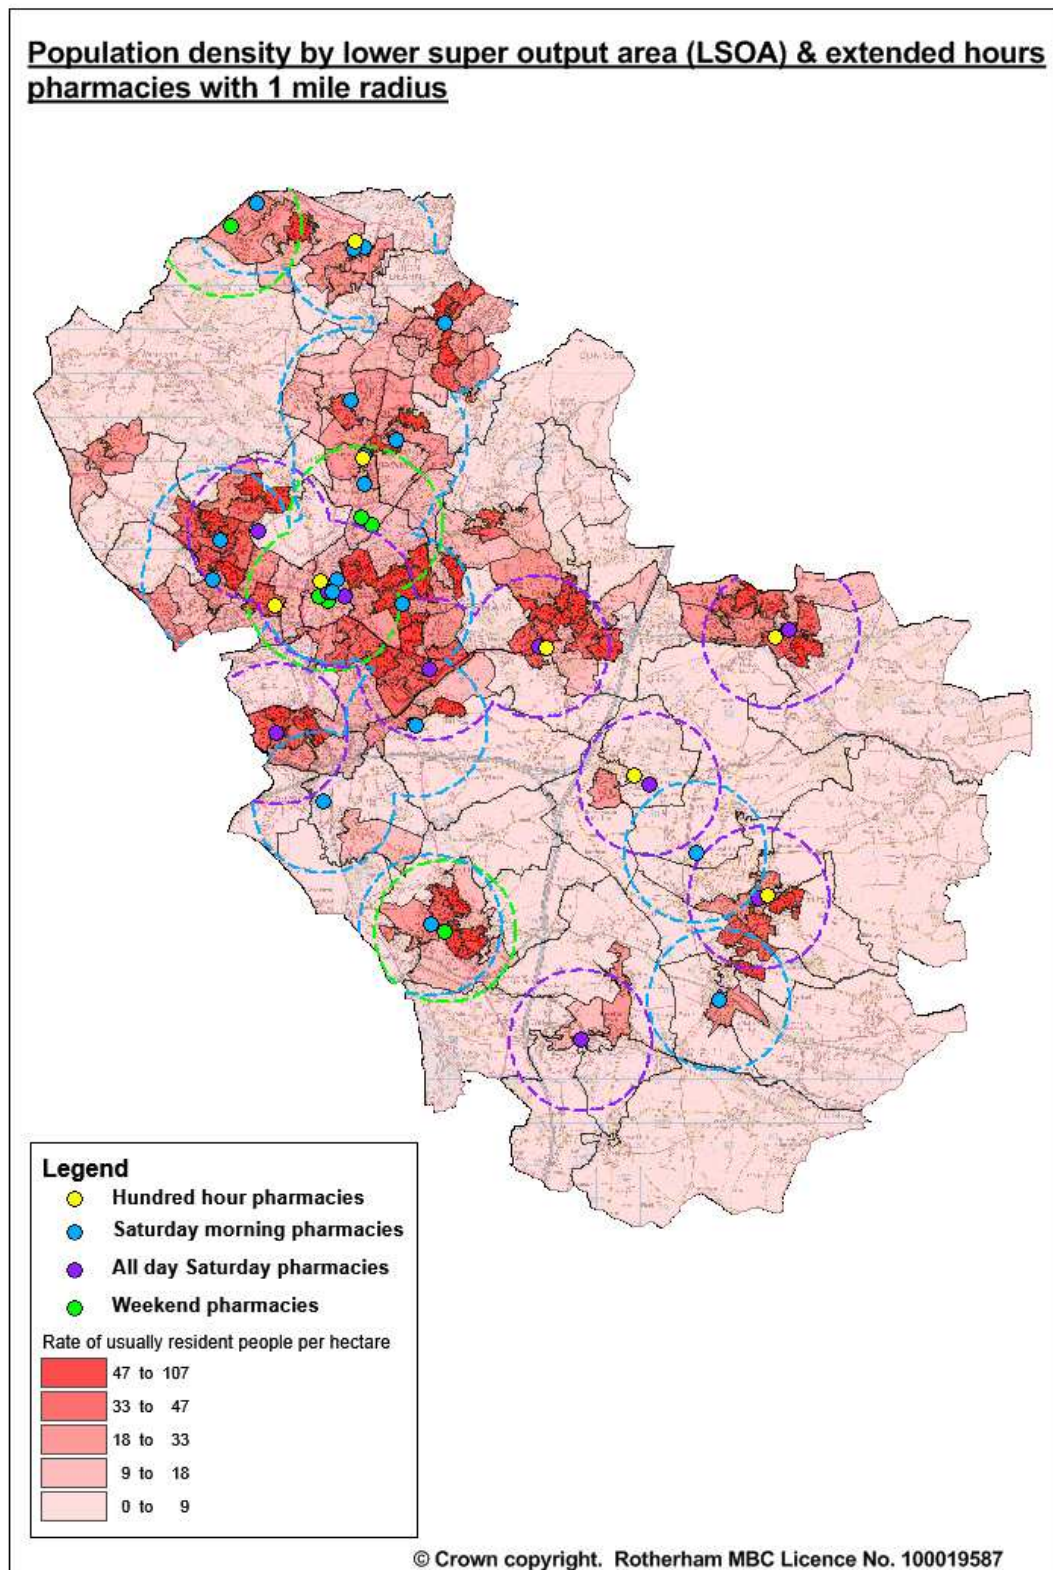 Population density by lower super output area (LSOA) & extended hours
pharmacies with 1 mile radius
Legend
Hundred hour pharmacies
Saturday morning pharmacies
All day Saturday pharmacies
Weekend pharmacies
Rate of usually resident people per hectare
47 to 107
33 to 47
18 to 33
9 to 18
0 to 9
© Crown copyright. Rotherham MBC Licence No. 100019587